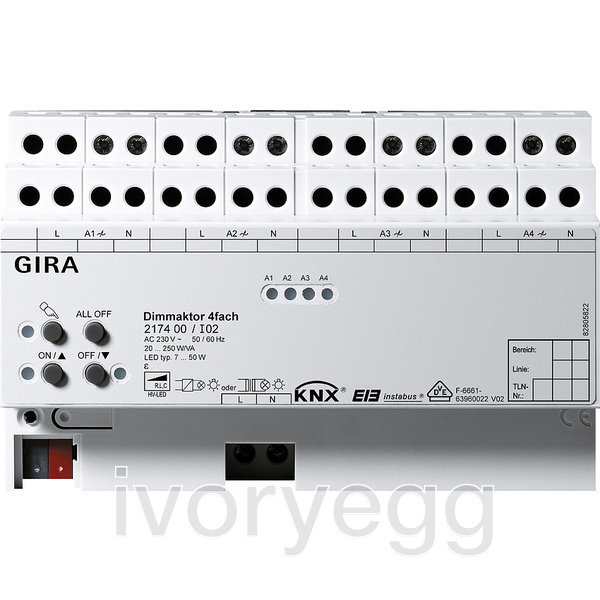 L A1 N L A2 N L A3 N L A4 N
GIRA
A1 A2 A3 A4
ALL OFF
ON / ▲ OFF / ▼
Dimmaktor 4fach
2174 00 / I02
AC 230 V ~ 50 / 60 Hz
20 ... 250 W/VA
LED typ. 7 ... 50 W
ε
R,L,C
HV-LED
oder
L N
KNX®
EIB instabus®
VDE
F-6661-
63960022 V02
82805822
Bereich:
Linie:
TLN-
Nr.:
CE
ivoryegg